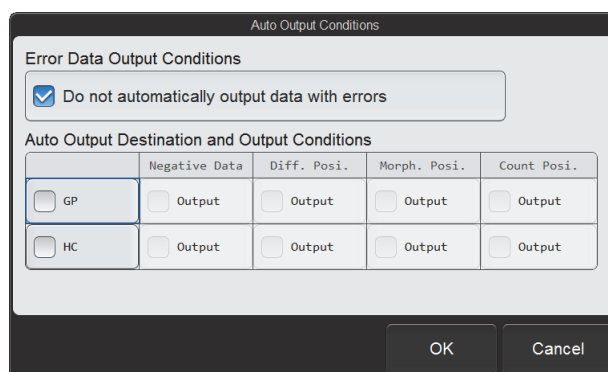 Auto Output Conditions
Error Data Output Conditions
Do not automatically output data with errors
Auto Output Destination and Output Conditions
Negative Data Diff. Posi. Morph. Posi. Count Posi.
GP Output Output Output Output
HC Output Output Output Output
OK Cancel